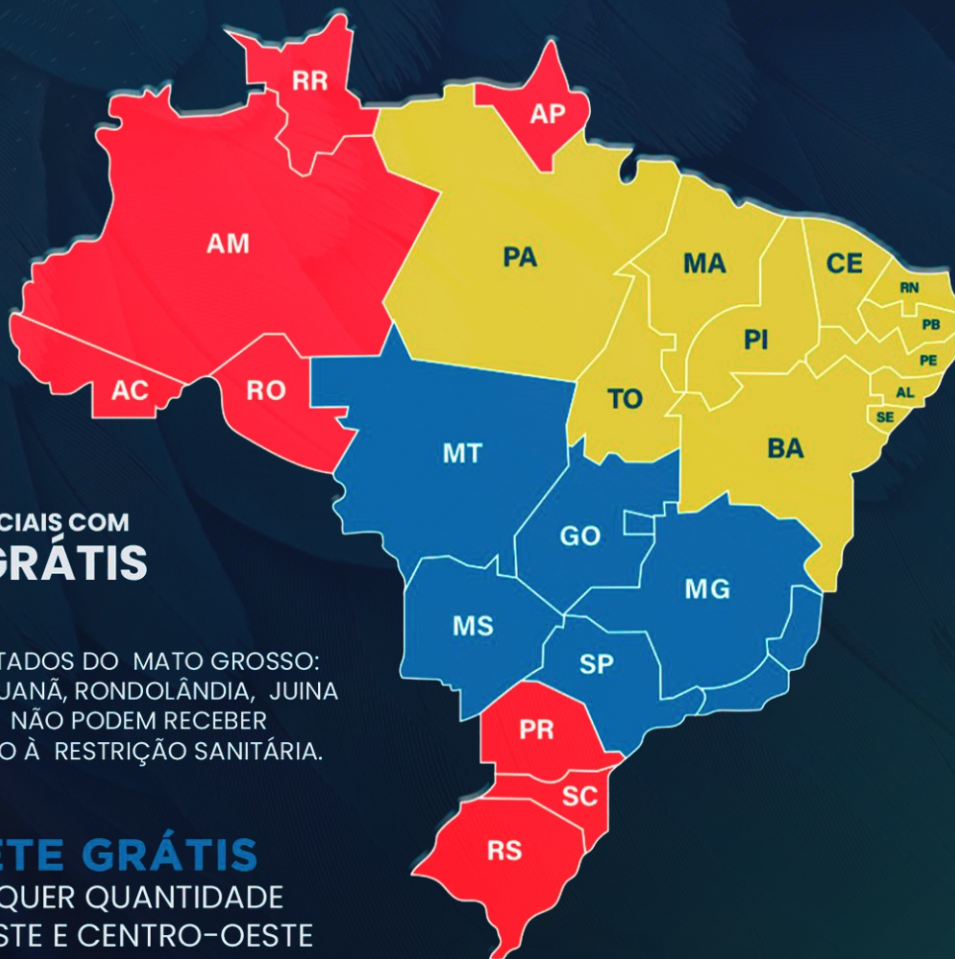 RR
AP
AM
PA
MA
CE
RN
PB
PI
PE
AC
RO
TO
AL
SE
MT
BA
CIAIS COM
GRÁTIS
GO
MG
MS
SP
TADOS DO MATO GROSSO:
UANÃ, RONDOLÂNDIA, JUINA
NÃO PODEM RECEBER
O À RESTRIÇÃO SANITÁRIA.
PR
SC
RS
ETE GRÁTIS
QUER QUANTIDADE
STE E CENTRO-OESTE